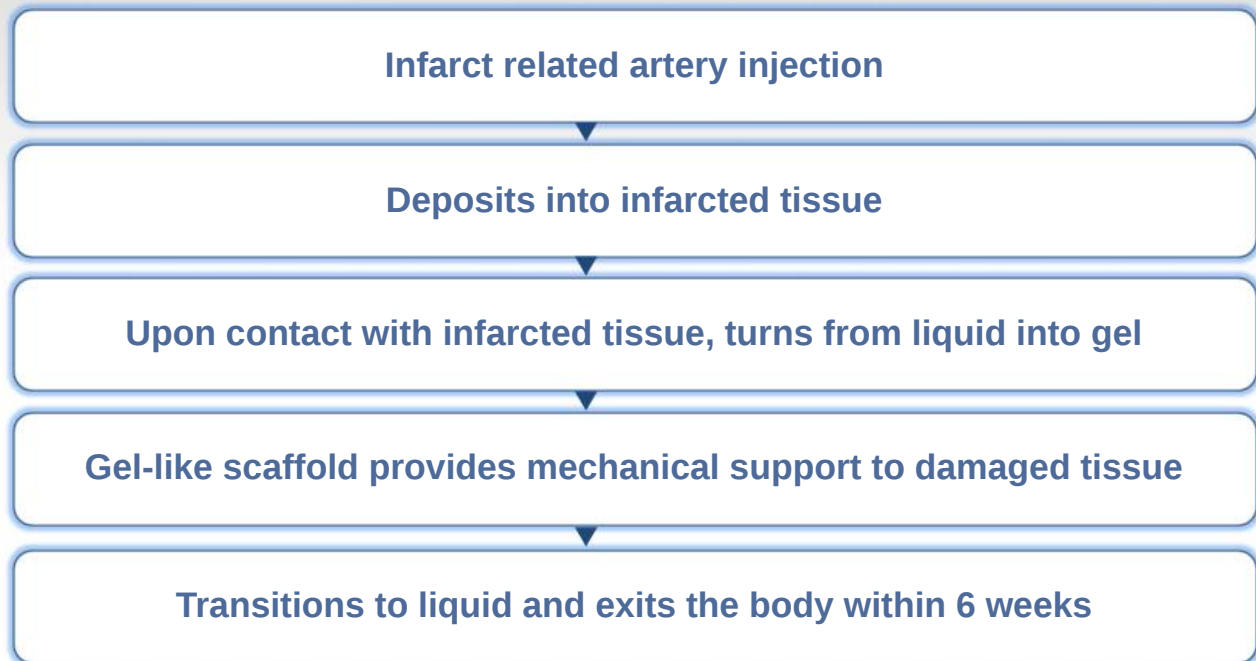 Infarct related artery injection
Deposits into infarcted tissue
Upon contact with infarcted tissue, turns from liquid into gel
Gel-like scaffold provides mechanical support to damaged tissue
Transitions to liquid and exits the body within 6 weeks